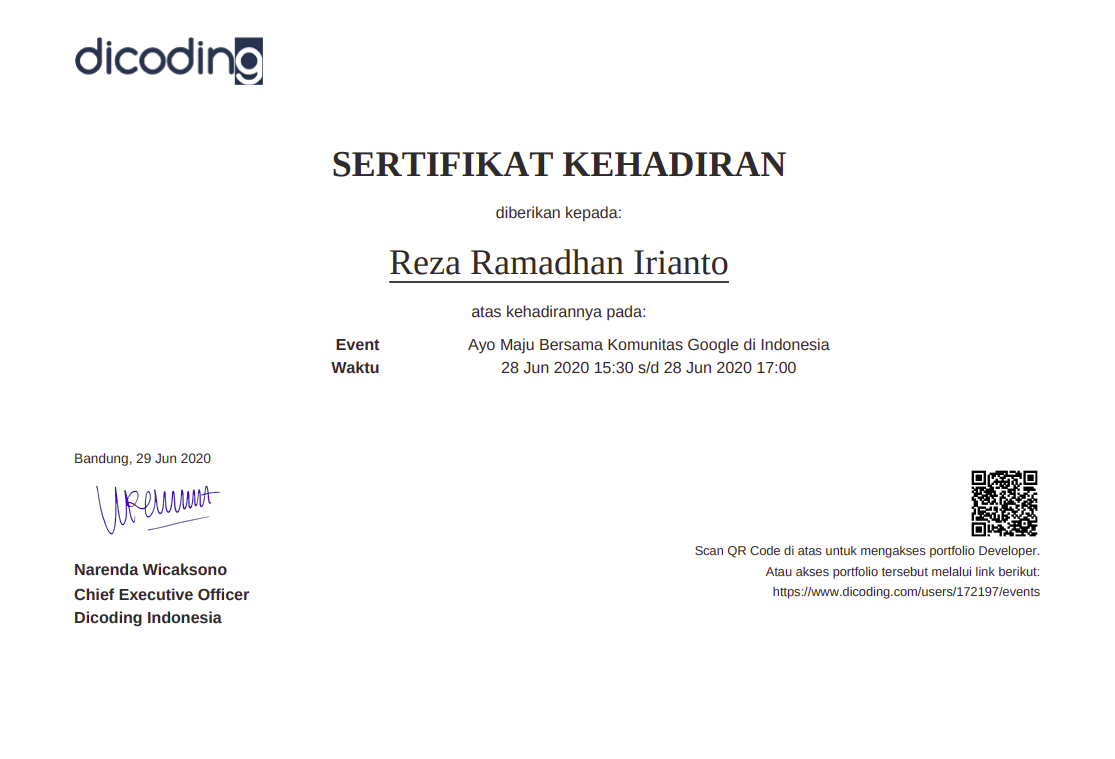 dicoding
SERTIFIKAT KEHADIRAN
diberikan kepada:
Reza Ramadhan Irianto
atas kehadirannya pada:
Event Ayo Maju Bersama Komunitas Google di Indonesia
Waktu 28 Jun 2020 15:30 s/d 28 Jun 2020 17:00
Bandung, 29 Jun 2020
Narenda Wicaksono
Chief Executive Officer
Dicoding Indonesia
Scan QR Code di atas untuk mengakses portfolio Developer.
Atau akses portfolio tersebut melalui link berikut:
https://www.dicoding.com/users/172197/events